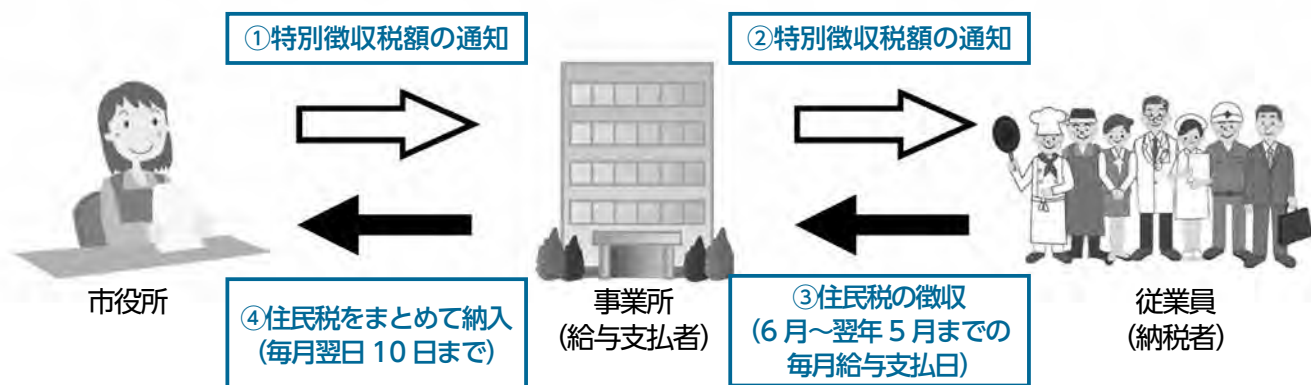 ①特別徴収税額の通知
②特別徴収税額の通知
市役所
④住民税をまとめて納入
（毎月翌日 10 日まで）
事業所
（給与支払者）
③住民税の徴収
（6 月～翌年 5 月までの
毎月給与支払日）
従業員
（納税者）